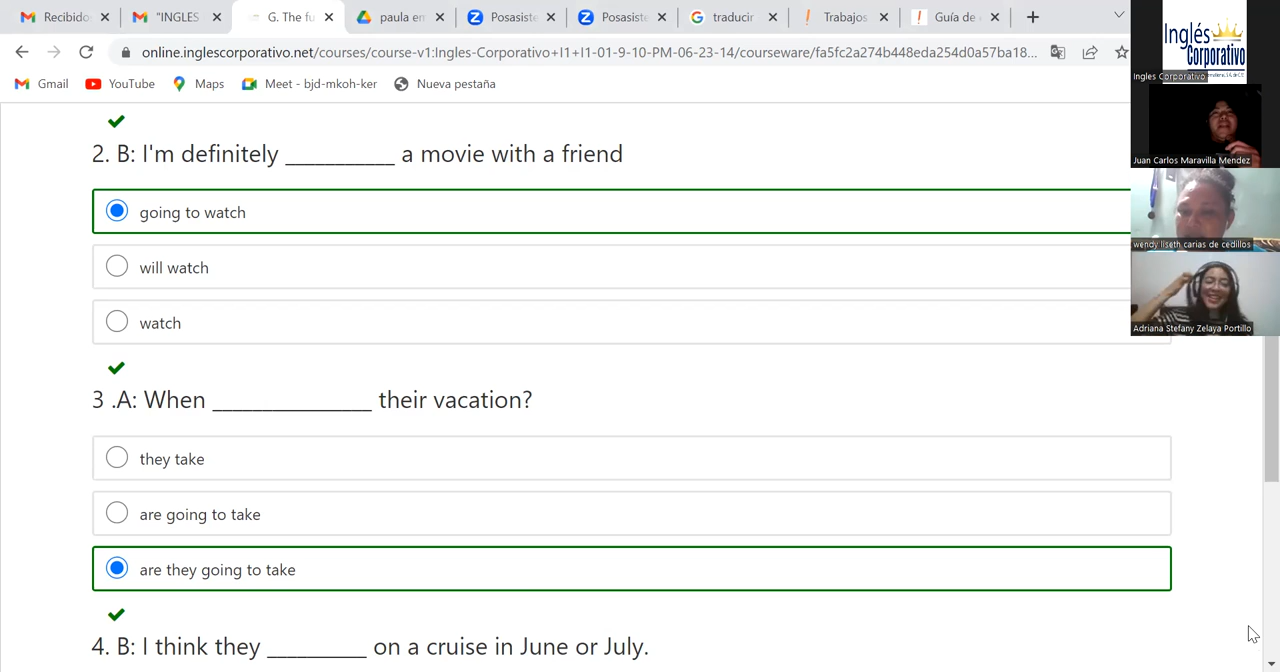 Recibido
"INGLES
G. The fu
paula en
Posasiste
Posasiste
traducir
Trabajos
Guía de
online.inglescorporativo.net/courses/course-v1:Ingles-Corporativo+I1+I1-01-9-10-PM-06-23-14/courseware/fa5fc2a274b448eda254d0a57ba18...
Gmail
YouTube
Maps
Meet - bjd-mkoh-ker
Nueva pestaña
Inglés
Corporativo
Ingles Corporativo
Juan Carlos Maravilla Mendez
wendy liseth carias de cedillos
Adriana Stefany Zelaya Portillo
2. B: I'm definitely ___________ a movie with a friend
going to watch
will watch
watch
3 .A: When ________________ their vacation?
they take
are going to take
are they going to take
4. B: I think they __________ on a cruise in June or July.